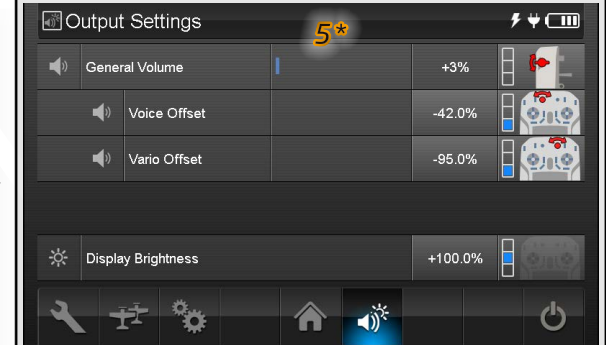 Output Settings
5*
General Volume +3%
Voice Offset -42.0%
Vario Offset -95.0%
Display Brightness +100.0%